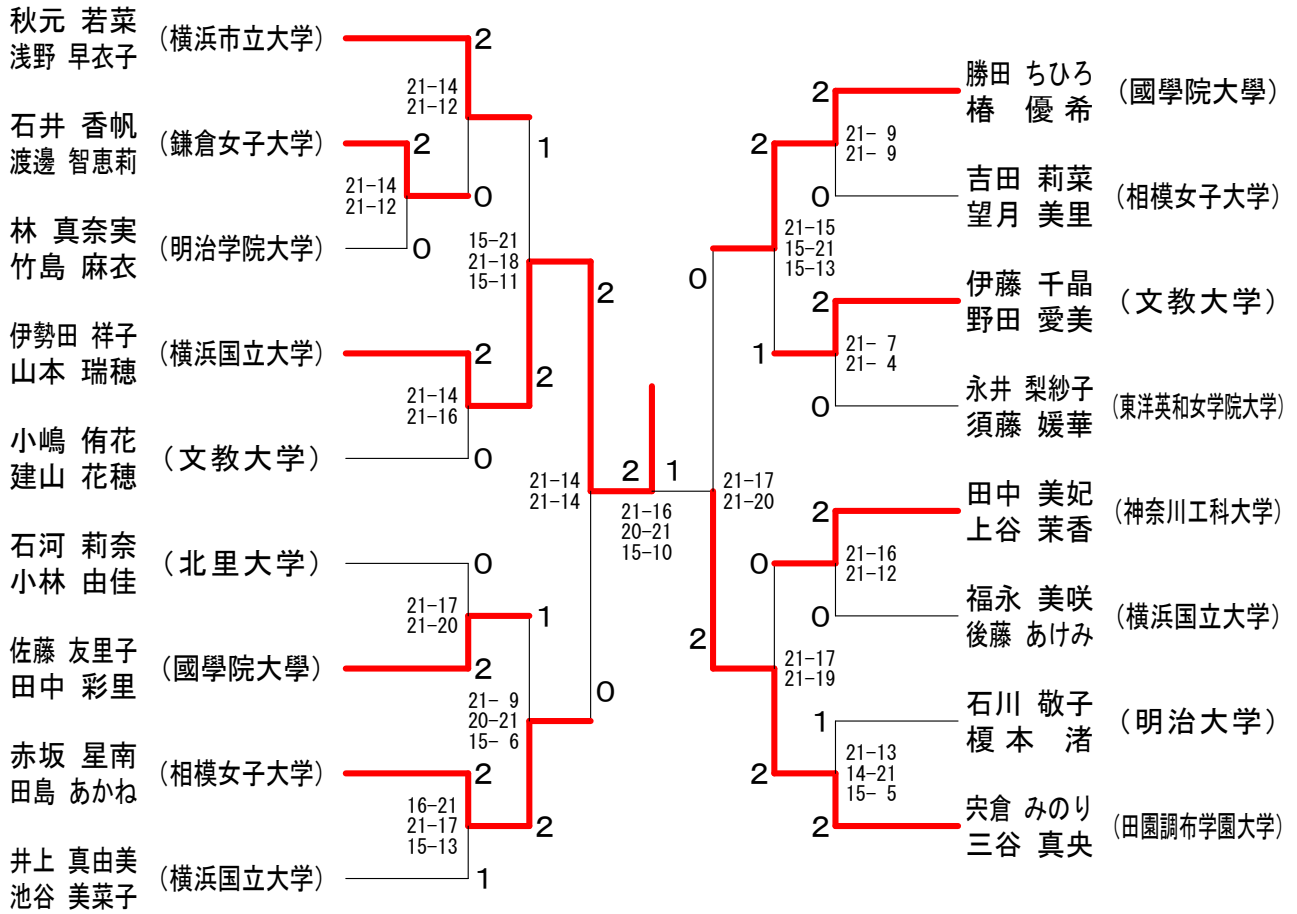 秋元 若菜
浅野 早衣子
(横浜市立大学)
2
21-14
21-12
石井 香帆
渡邊 智恵莉
(鎌倉女子大学)
2
1
21-14
21-12
0
林 真奈実
竹島 麻衣
(明治学院大学)
0
15-21
21-18
15-11
2
伊勢田 祥子
山本 瑞穂
(横浜国立大学)
2
2
21-14
21-16
小嶋 侑花
建山 花穂
(文教大学)
0
21-14
21-14
石河 莉奈
小林 由佳
(北里大学)
0
21-17
21-20
1
佐藤 友里子
田中 彩里
(國學院大學)
2
21- 9
20-21
15- 6
0
赤坂 星南
田島 あかね
(相模女子大学)
2
16-21
21-17
15-13
2
井上 真由美
池谷 美菜子
(横浜国立大学)
1
2
1
21-16
20-21
15-10
勝田 ちひろ
椿 優希
(國學院大學)
2
2
21- 9
21- 9
吉田 莉菜
望月 美里
(相模女子大学)
0
21-15
15-21
15-13
0
伊藤 千晶
野田 愛美
(文教大学)
2
1
21- 7
21- 4
永井 梨紗子
須藤 媛華
(東洋英和女学院大学)
0
21-17
21-20
田中 美妃
上谷 茉香
(神奈川工科大学)
2
0
21-16
21-12
福永 美咲
後藤 あけみ
(横浜国立大学)
0
2
21-17
21-19
石川 敬子
榎本 渚
(明治大学)
1
21-13
14-21
15- 5
2
宍倉 みのり
三谷 真央
(田園調布学園大学)
2